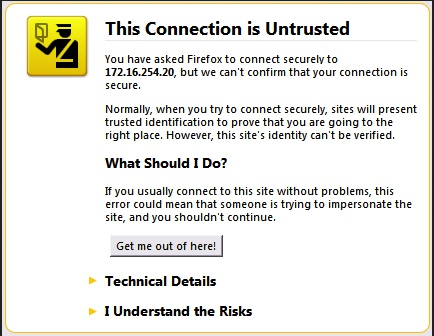 This Connection is Untrusted
You have asked Firefox to connect securely to
172.16.254.20, but we can't confirm that your connection is
secure.
Normally, when you try to connect securely, sites will present
trusted identification to prove that you are going to the
right place. However, this site's identity can't be verified.
What Should I Do?
If you usually connect to this site without problems, this
error could mean that someone is trying to impersonate the
site, and you shouldn't continue.
Get me out of here!
Technical Details
I Understand the Risks